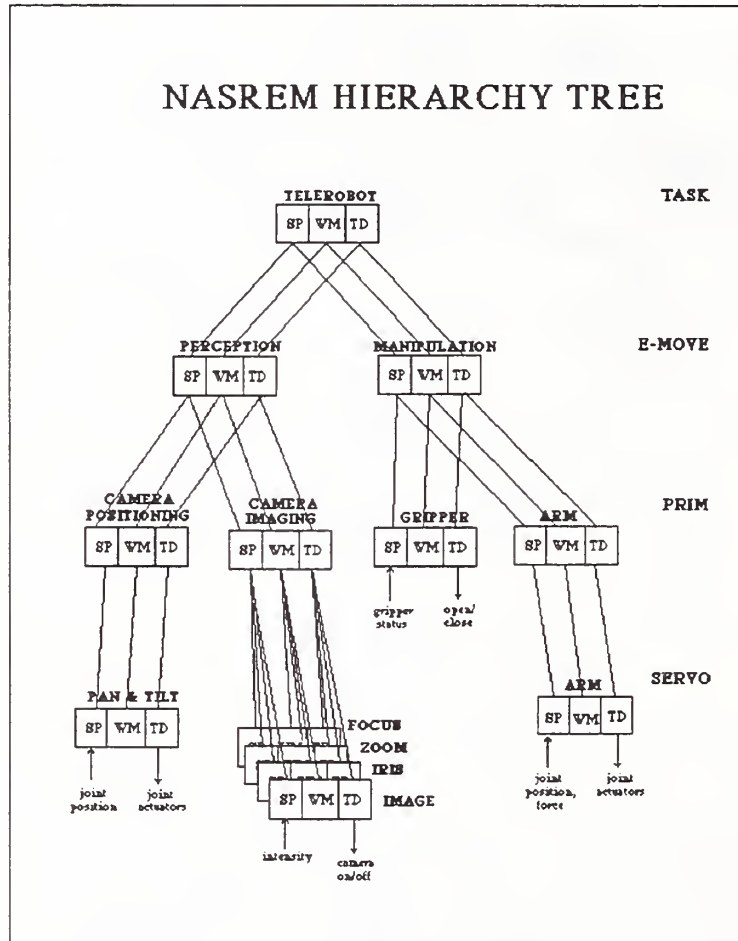 NASREM HIERARCHY TREE
TELEROBOT
TASK
SP WM TD
PERCEPTION
MANIPULATION
E-MOVE
SP WM TD
SP WM TD
CAMERA
POSITIONING
CAMERA
IMAGING
GRIPPER
ARM
PRIM
SP WM TD
SP WM TD
SP WM TD
SP WM TD
gripper
status
open/
close
PAN & TILT
ARM
SERVO
SP WM TD
SP WM TD
FOCUS
ZOOM
IRIS
SP WM TD
IMAGE
joint
position
joint
actuators
joint
position,
force
joint
actuators
intensity
camera
on/off